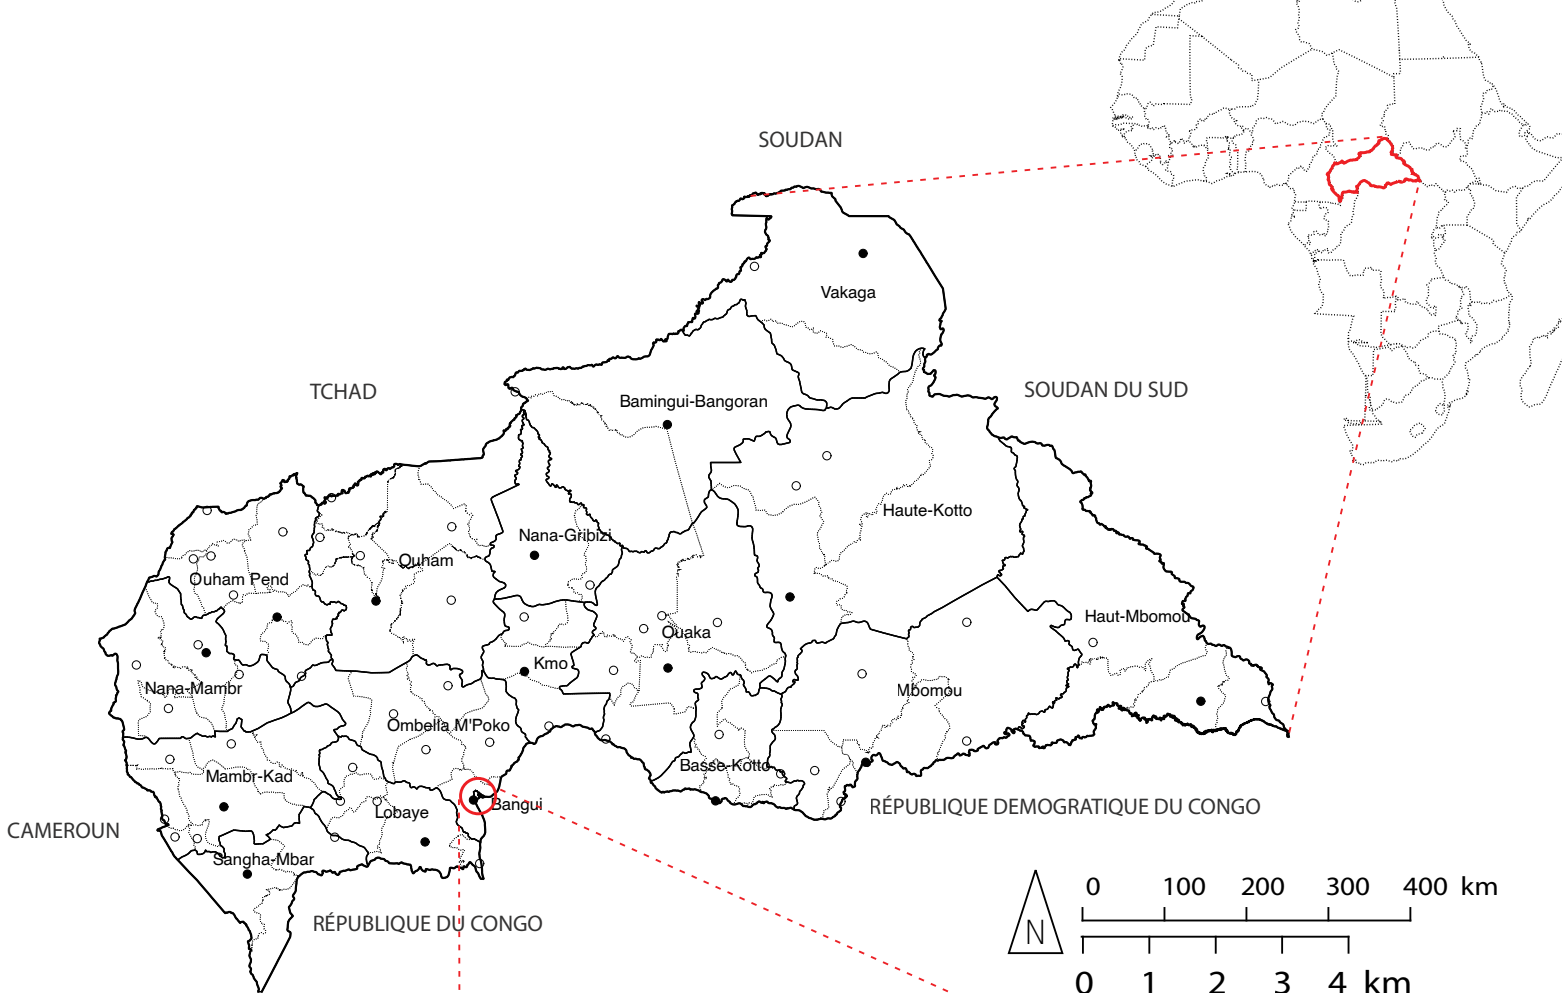 SOUDAN
Vakaga
TCHAD
SOUDAN DU SUD
Bamingui-Bangoran
Haute-Kotto
Nana-Gribizi
Ouham
Ouham Pend
Haut-Mbomou
Ouaka
Kmo
Nana-Mambr
Mbomou
Ombella M'Poko
Basse-Kotto
Mambr-Kad
Bangui
RÉPUBLIQUE DEMOGRATIQUE DU CONGO
Lobaye
CAMEROUN
Sangha-Mbar
RÉPUBLIQUE DU CONGO
N
0 100 200 300 400 km
0 1 2 3 4 km